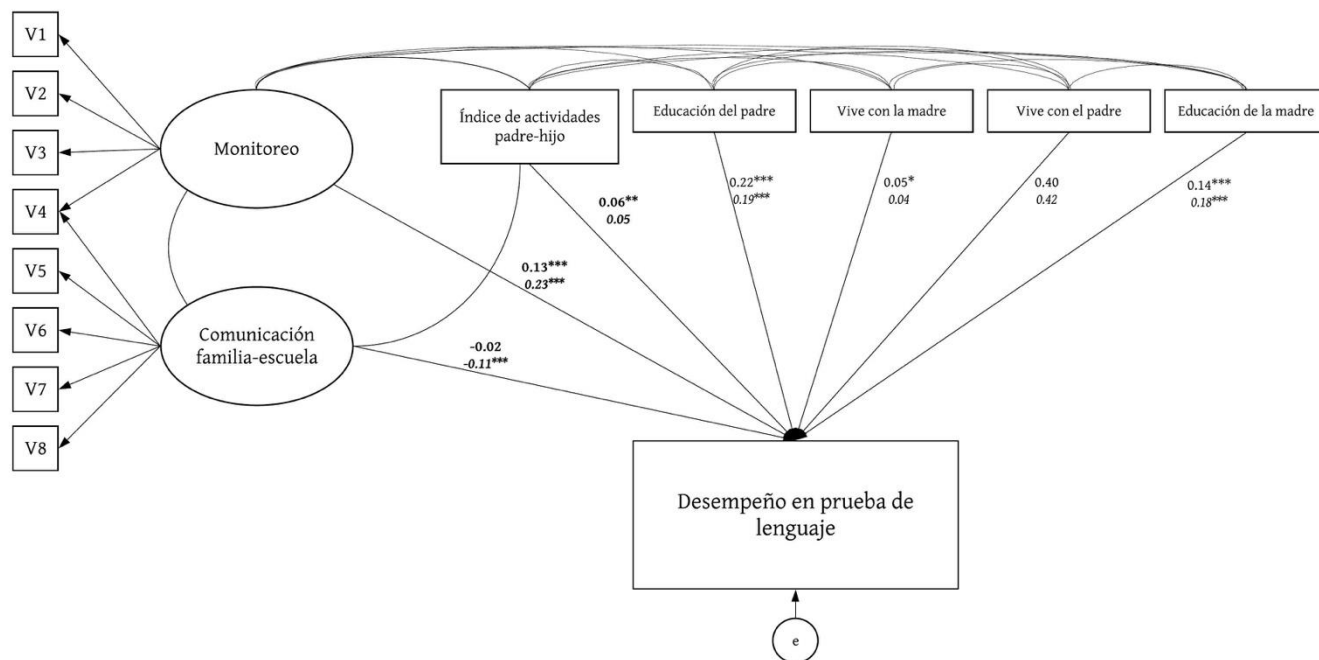 V1
V2
V3
V4
V5
V6
V7
V8
Monitoreo
Comunicación
familia-escuela
Índice de actividades
padre-hijo
Educación del padre
Vive con la madre
Vive con el padre
Educación de la madre
0.06**
0.05
0.22***
0.19***
0.05*
0.04
0.40
0.42
0.14***
0.18***
0.13***
0.23***
-0.02
-0.11***
Desempeño en prueba de
lenguaje
e